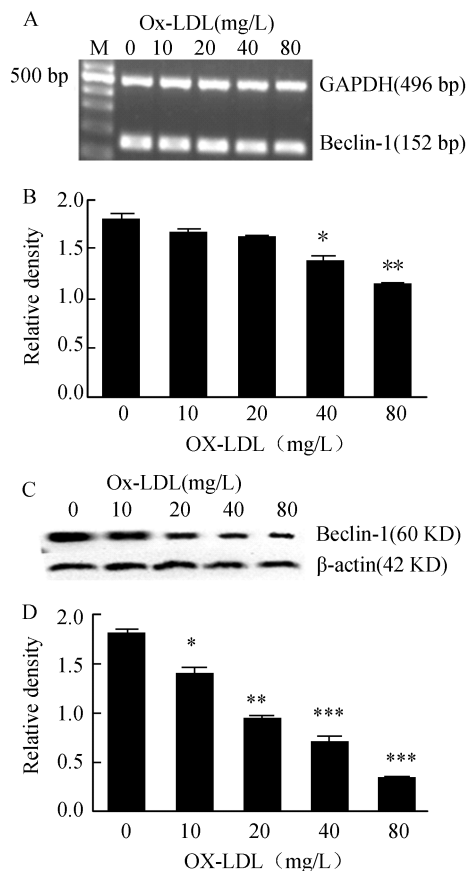 A
Ox-LDL(mg/L)
M 0 10 20 40 80
500 bp
GAPDH(496 bp)
Beclin-1(152 bp)
B
Relative density
2.0
1.5
1.0
0.5
0.0
*
**
0 10 20 40 80
OX-LDL（mg/L）
C
Ox-LDL(mg/L)
0 10 20 40 80
Beclin-1(60 KD)
β-actin(42 KD)
D
Relative density
2.0
1.5
1.0
0.5
0.0
*
**
***
***
0 10 20 40 80
OX-LDL（mg/L）